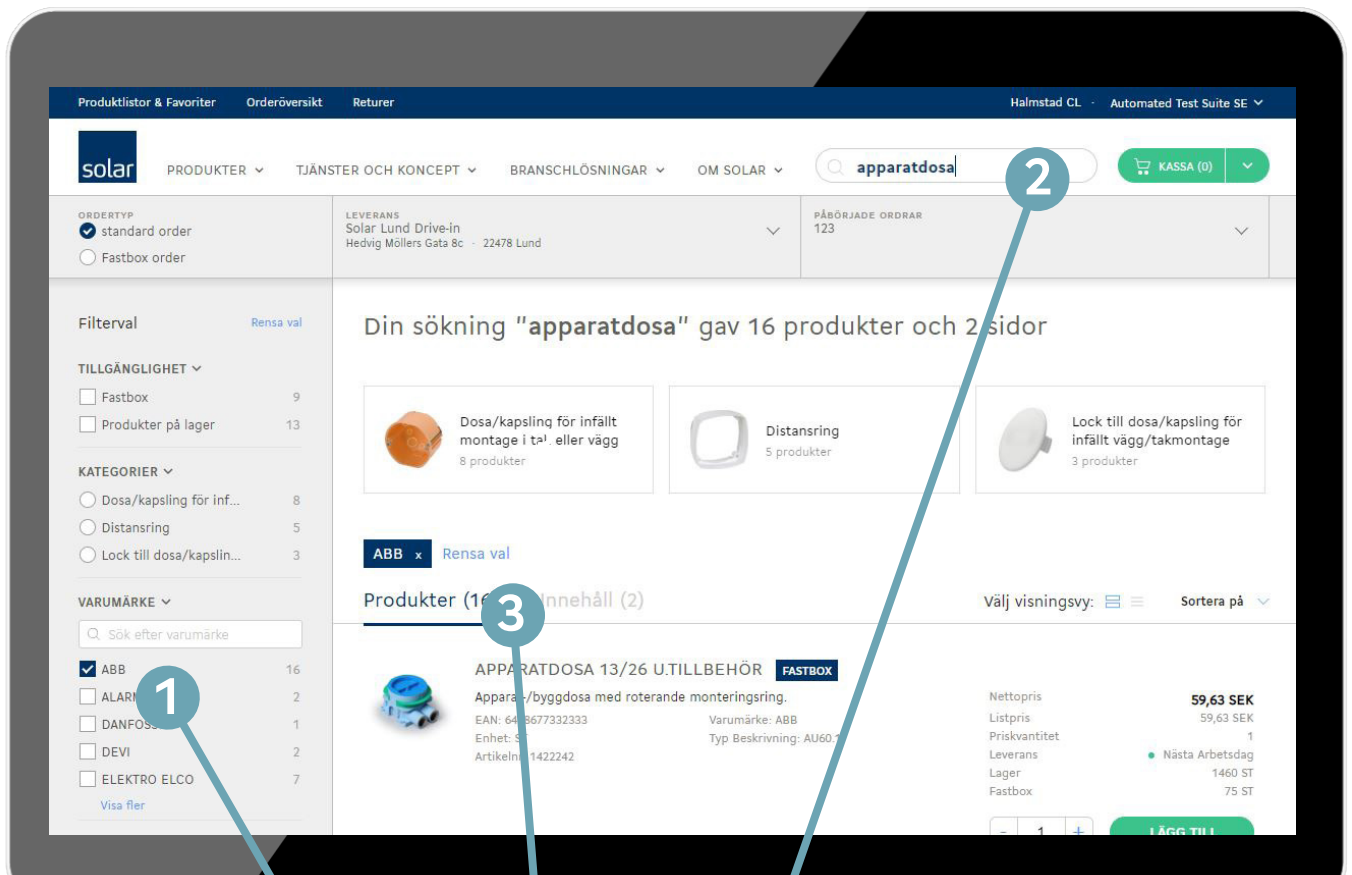 Produktlistor & Favoriter Orderöversikt Returer Halmstad CL - Automated Test Suite SE
solar PRODUKTER TJÄNSTER OCH KONCEPT BRANSCHLÖSNINGAR OM SOLAR apparatdosa 2 KASSA (0)
ORDERTYP
standard order
Fastbox order
LEVERANS
Solar Lund Drive-in
Hedvig Möllers Gata 8c - 22478 Lund
PÅBÖRJADE ORDRAR
123
Filterval Rensa val
TILLGÄNGLIGHET
Fastbox 9
Produkter på lager 13
KATEGORIER
Dosa/kapsling för inf... 8
Distansring 5
Lock till dosa/kapslin... 3
VARUMÄRKE
Sök efter varumärke
ABB 16
2
DANFOSS 1
DEVI 2
ELEKTRO ELCO 7
Visa fler
1
Din sökning "apparatdosa" gav 16 produkter och 2 sidor
Dosa/kapsling för infällt
montage i eller vägg
8 produkter
Distansring
5 produkter
Lock till dosa/kapsling för
infällt vägg/takmontage
3 produkter
ABB x Rensa val
Produkter 3 Innehåll (2) Välj visningsvy: Sortera på
APPARATDOSA 13/26 U.TILLBEHÖR FASTBOX
byggdosa med roterande monteringsring.
EAN: Varumärke: ABB
Enhet: Typ Beskrivning:
1422242
Nettopris 59,63 SEK
Listpris 59,63 SEK
Priskvantitet 1
Leverans Nästa Arbetsdag
Lager 1460 ST
Fastbox 75 ST
- 1 + LÄGG TILL